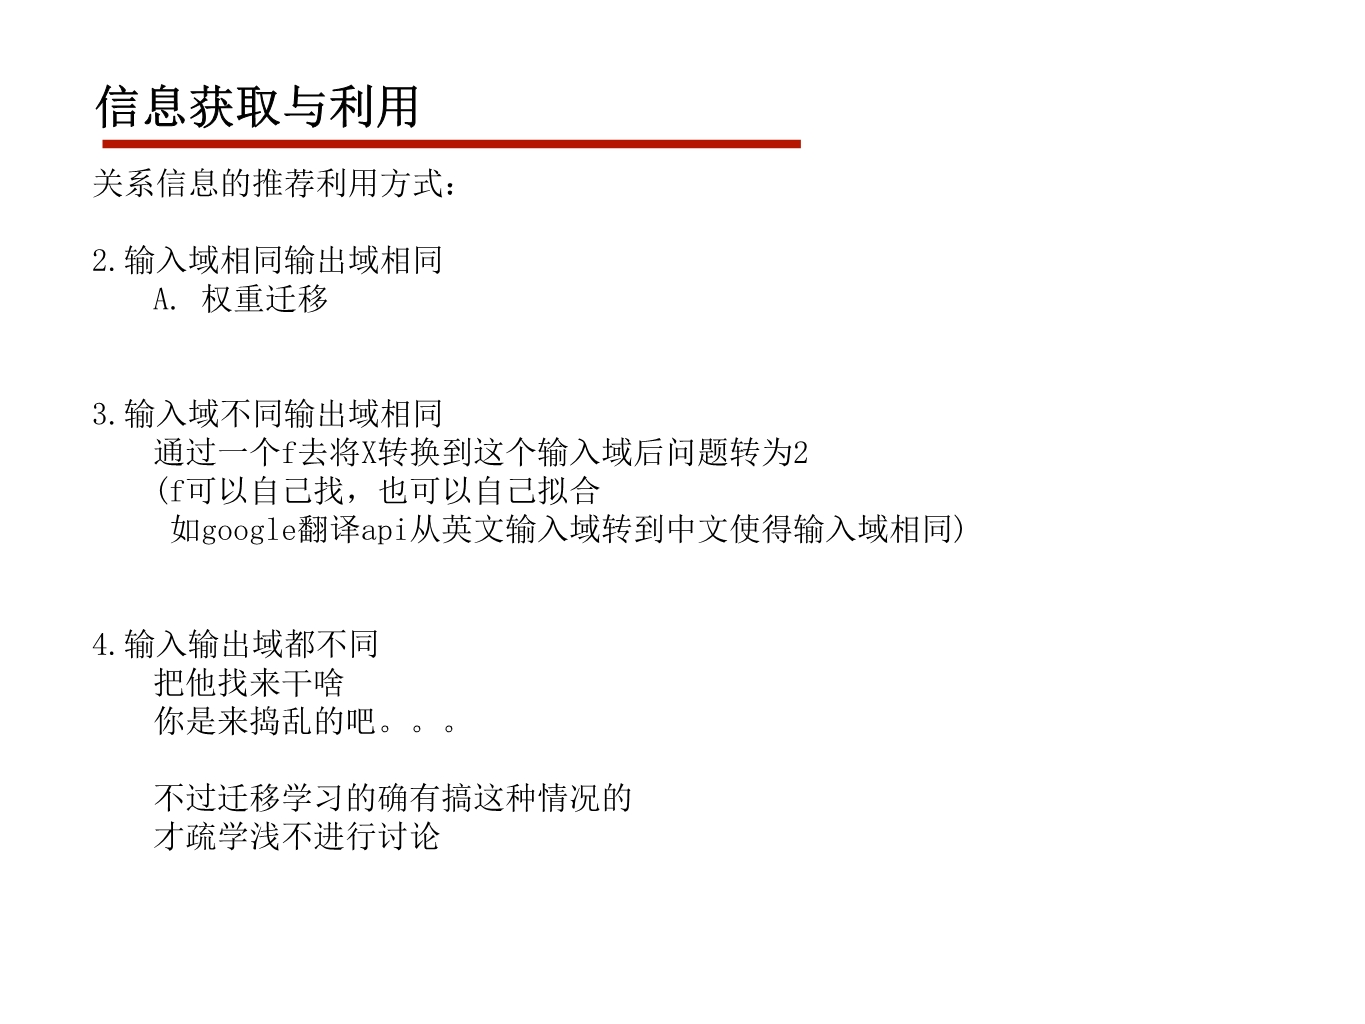 信息获取与利用
关系信息的推荐利用方式：
2.输入域相同输出域相同
A. 权重迁移
3.输入域不同输出域相同
通过一个f去将X转换到这个输入域后问题转为2
(f可以自己找，也可以自己拟合
如google翻译api从英文输入域转到中文使得输入域相同)
4.输入输出域都不同
把他找来干啥
你是来捣乱的吧。。。
不过迁移学习的确有搞这种情况的
才疏学浅不进行讨论